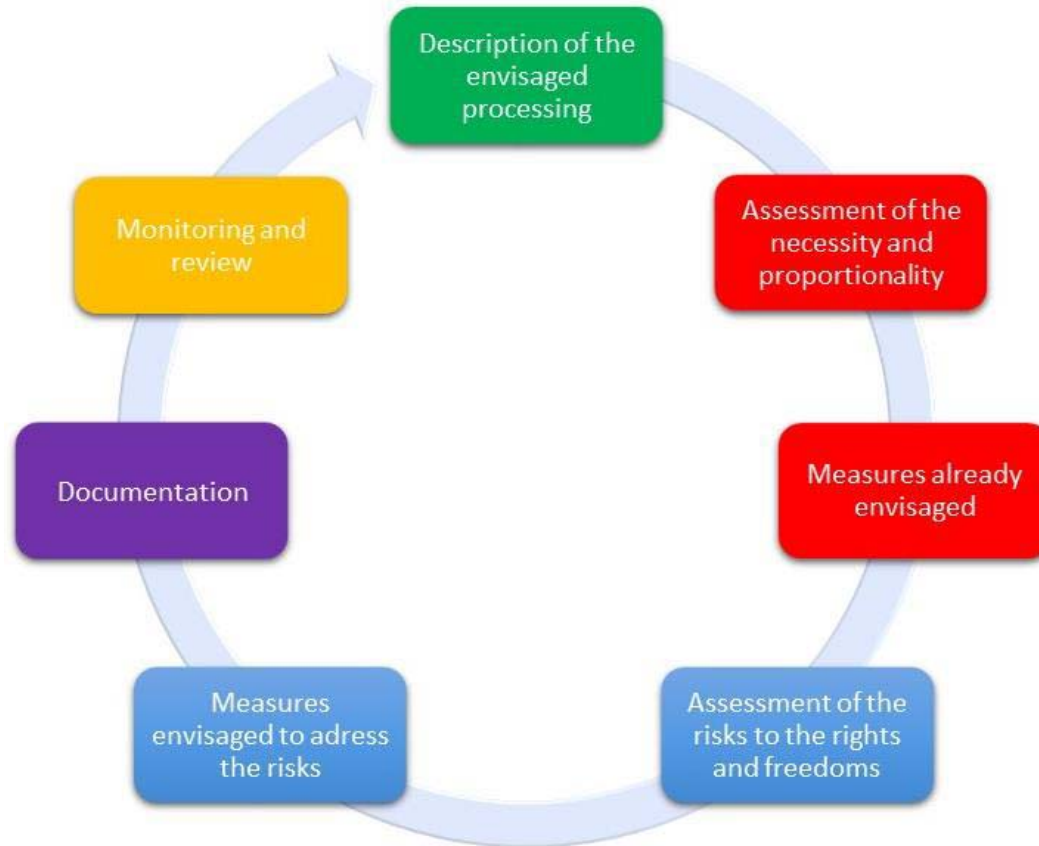 Description of the
envisaged
processing
Assessment of the
necessity and
proportionality
Measures already
envisaged
Assessment of the
risks to the rights
and freedoms
Measures
envisaged to adress
the risks
Documentation
Monitoring and
review